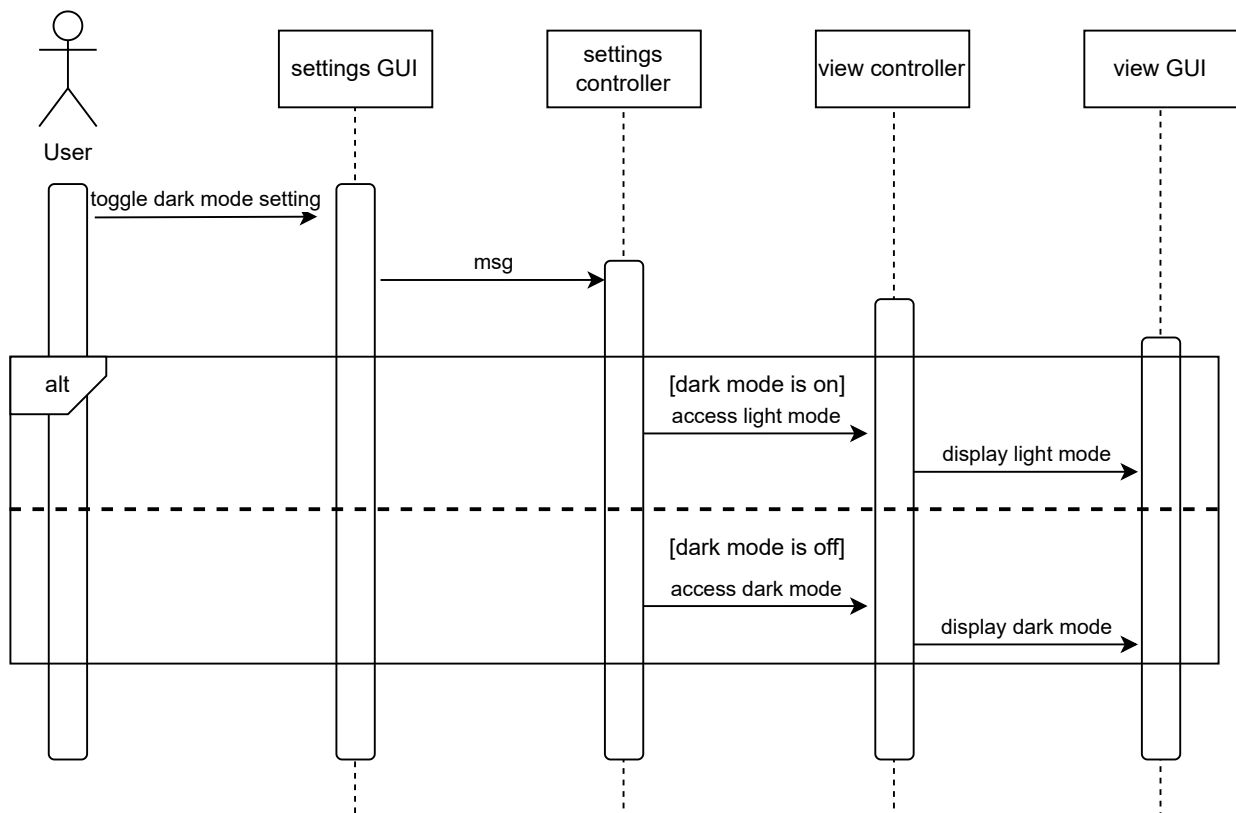 settings GUI
settings
controller
view controller
view GUI
User
toggle dark mode setting
msg
alt
[dark mode is on]
access light mode
display light mode
[dark mode is off]
access dark mode
display dark mode